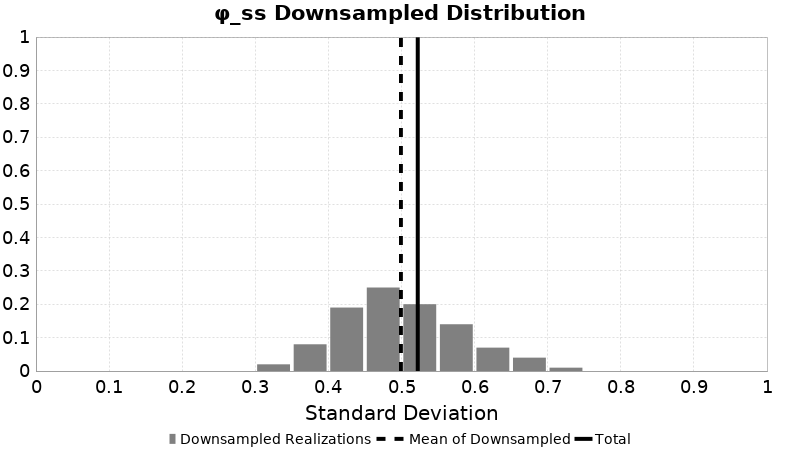 φ_ss Downsampled Distribution
1
0.9
0.8
0.7
0.6
0.5
0.4
0.3
0.2
0.1
0
0 0.1 0.2 0.3 0.4 0.5 0.6 0.7 0.8 0.9 1
Standard Deviation
Downsampled Realizations Mean of Downsampled Total